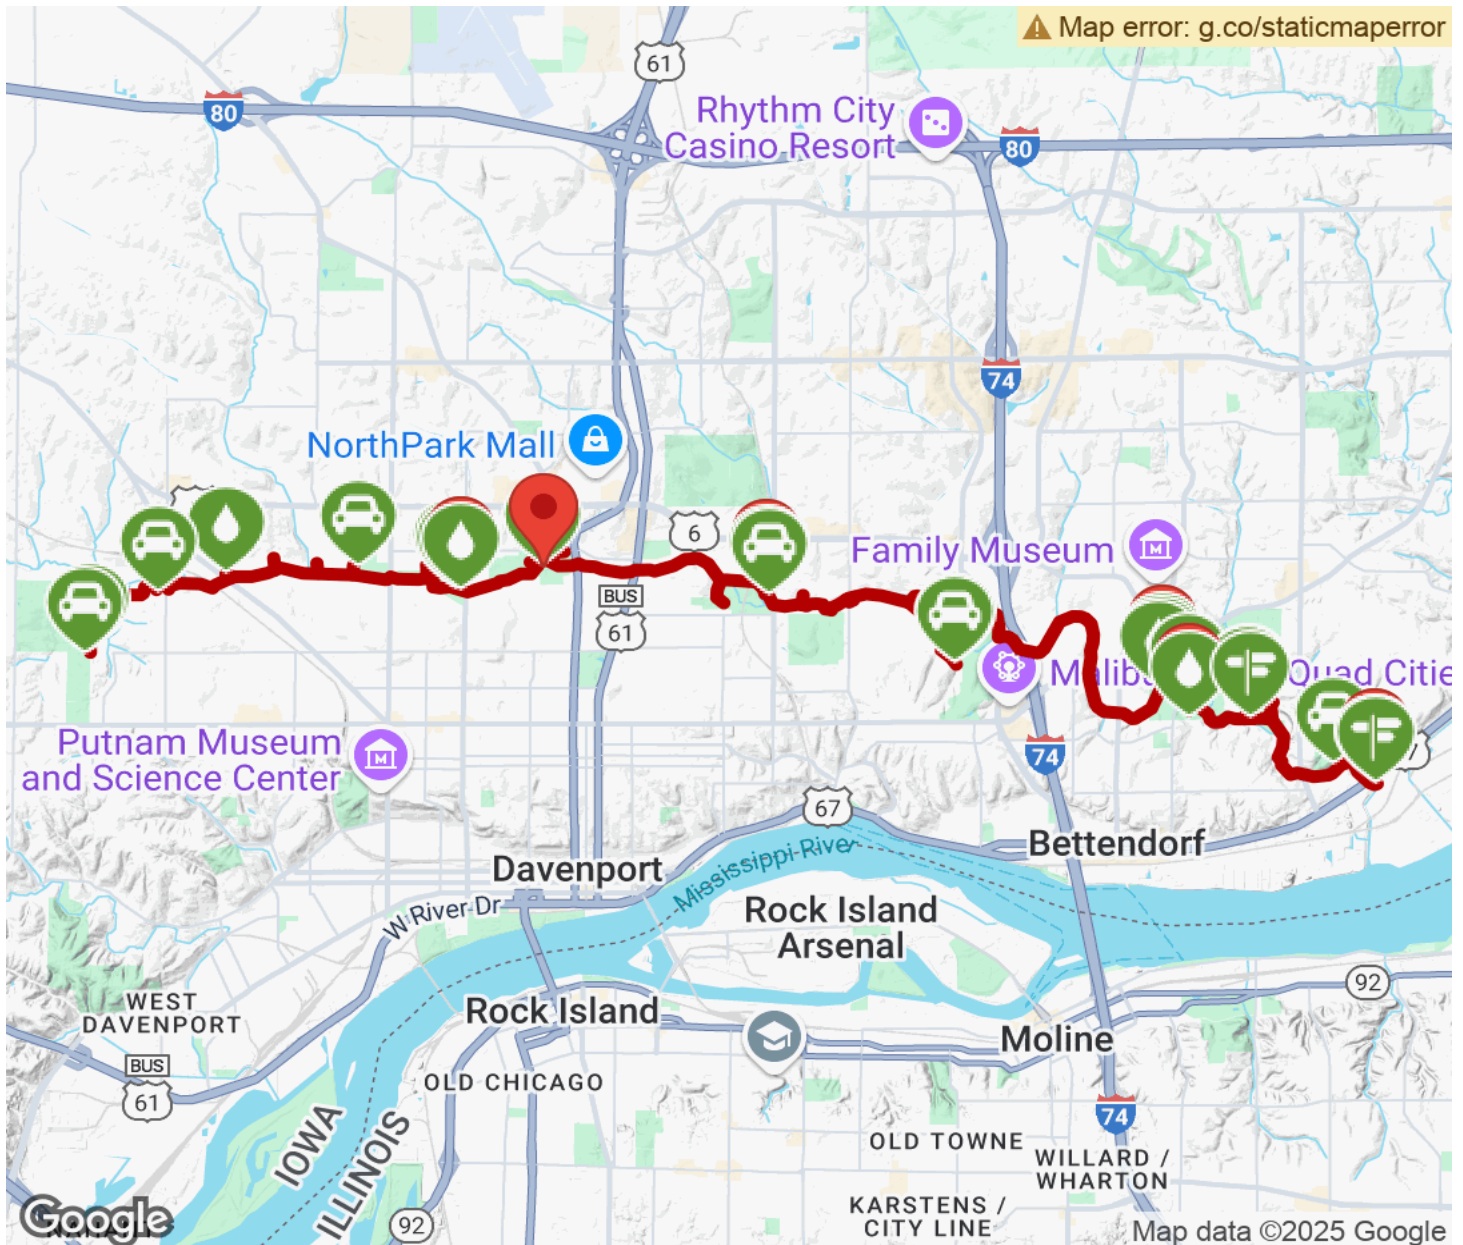 Map error: g.co/staticmaperror
61
80
Rhythm City
Casino Resort
80
74
NorthPark Mall
6
Family Museum
BUS
61
Quad Citie
Putnam Museum
and Science Center
74
67
Bettendorf
Davenport
Mississippi River
W River Dr
Rock Island
Arsenal
92
WEST
DAVENPORT
Rock Island
Moline
BUS
61
OLD CHICAGO
74
IOWA
ILLINOIS
OLD TOWNE
WILLARD /
WHARTON
92
KARSTENS /
CITY LINE
Google
Map data ©2025 Google